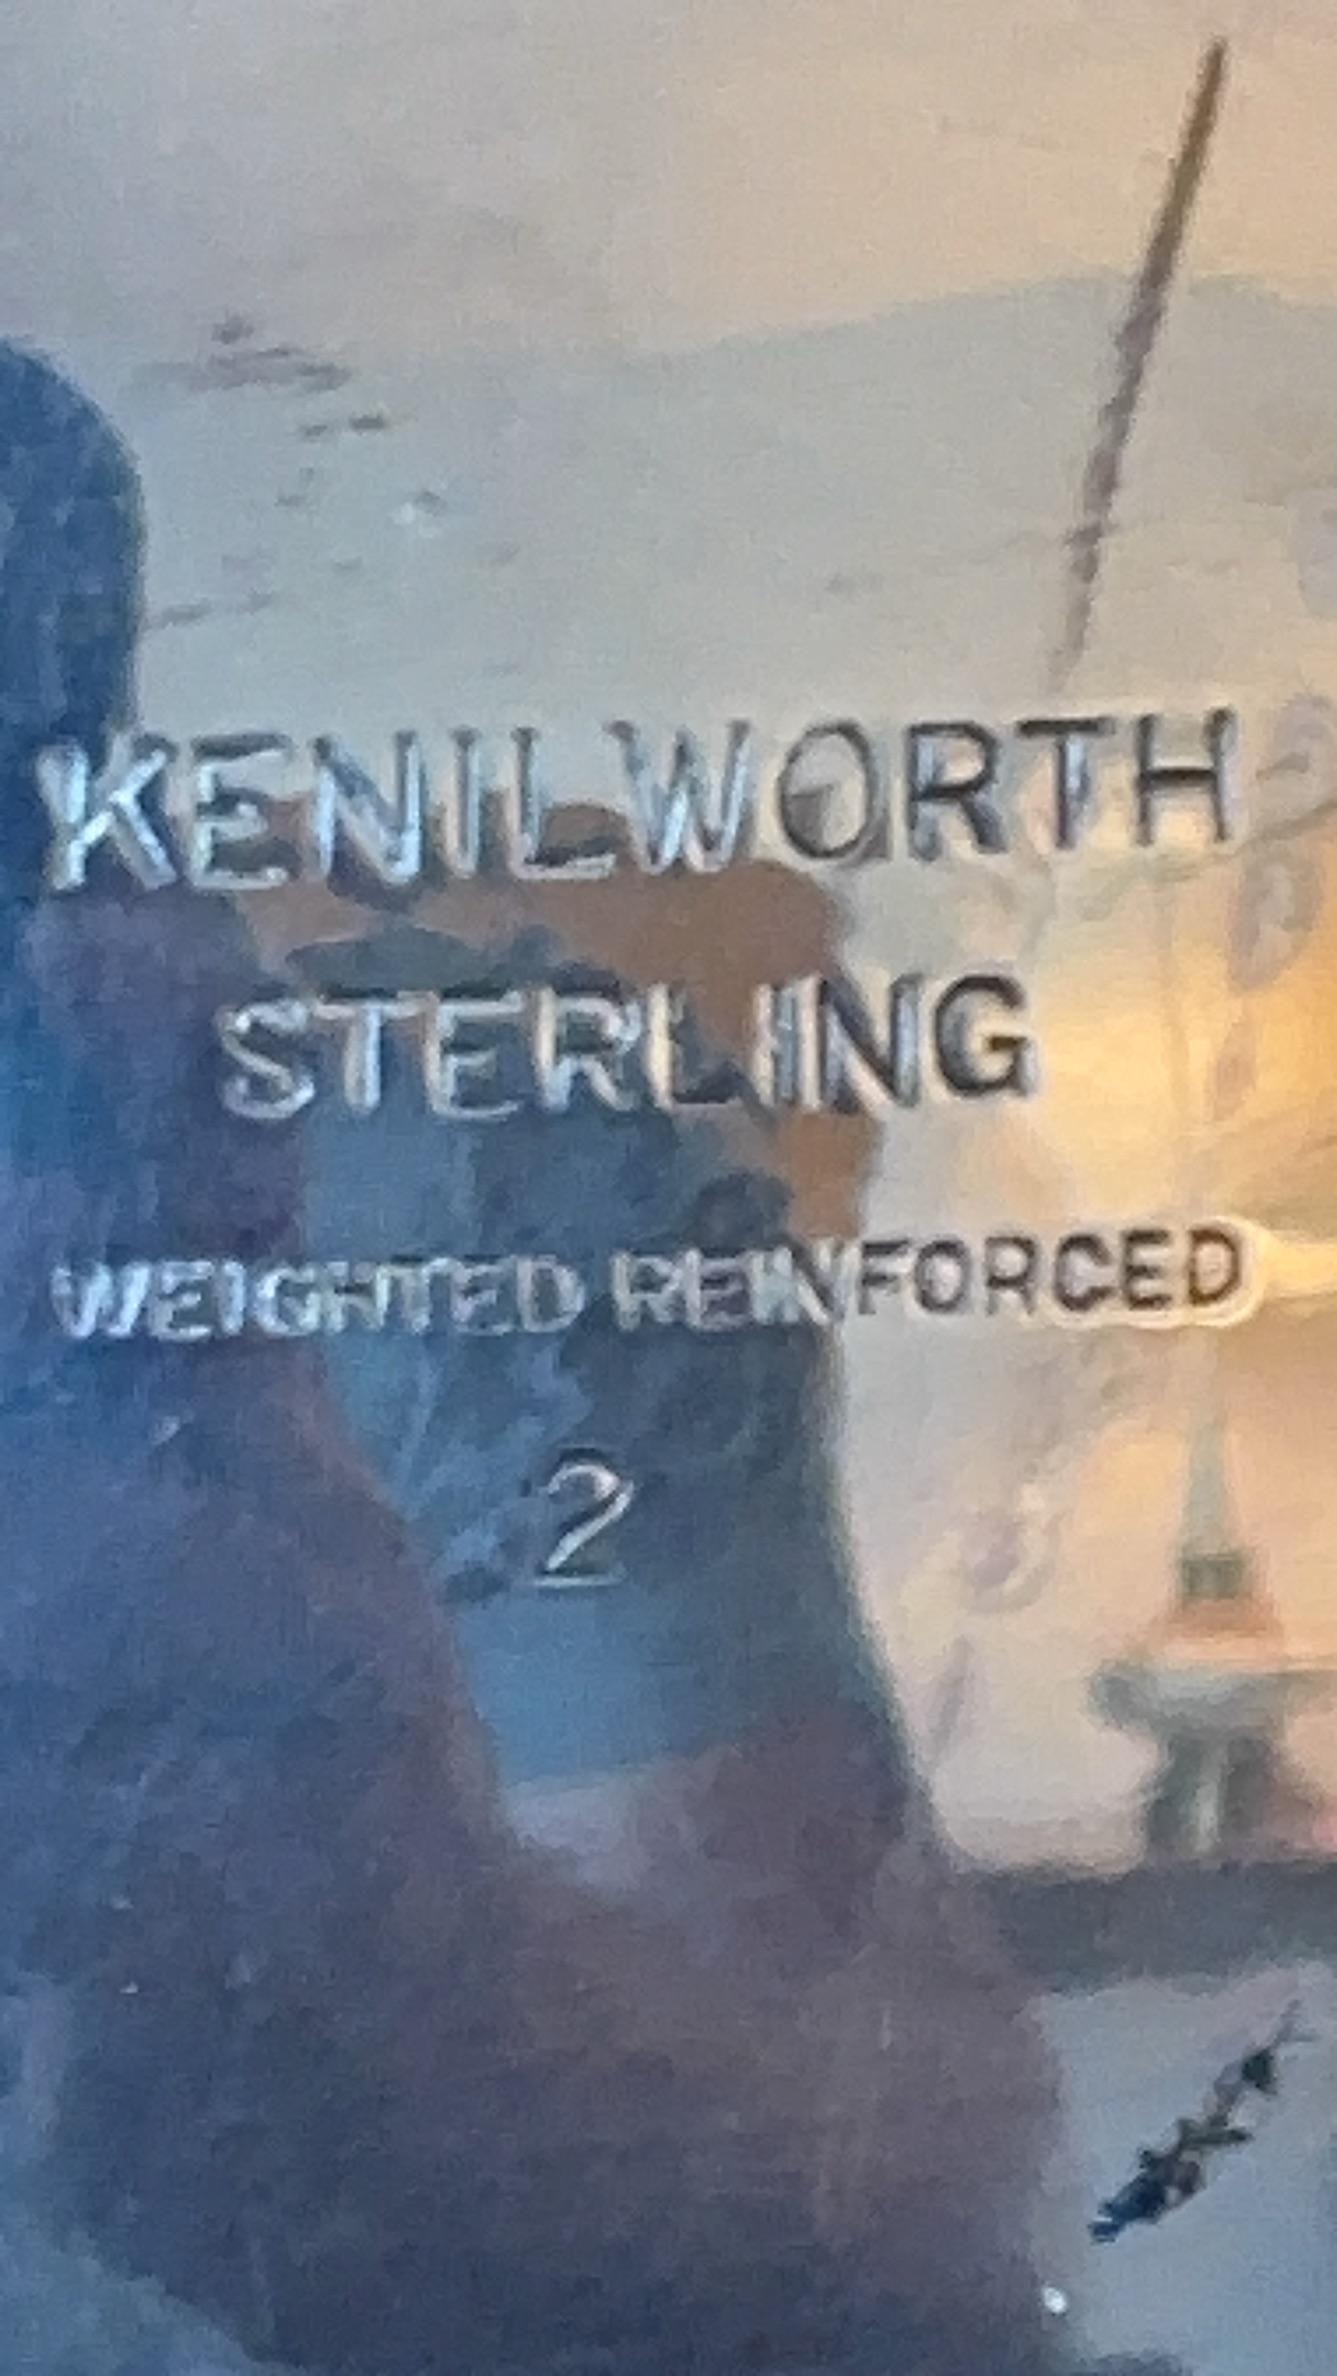 KENILWORTH
STERLING
WEIGHTED REINFORCED
2